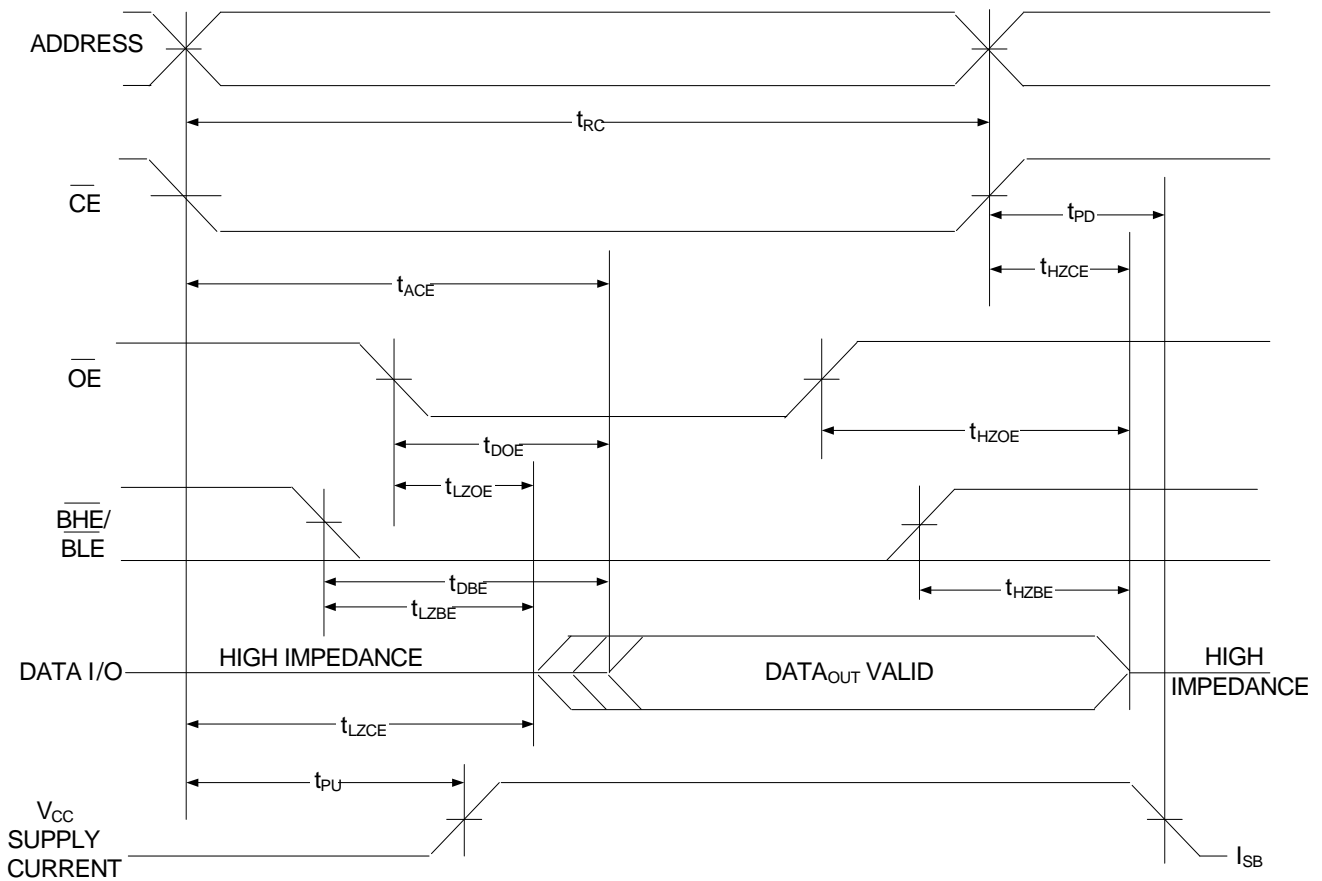 ADDRESS
tRC
CE
tPD
tHZCE
tACE
OE
tDOE
tHZOE
tLZOE
BHE/
BLE
tDBE
tLZBE
tHZBE
DATA I/O
HIGH IMPEDANCE
DATAOUT VALID
HIGH
IMPEDANCE
tLZCE
tPU
VCC
SUPPLY
CURRENT
ISB